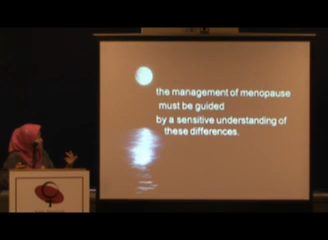 the management of menopause
must be guided
by a sensitive understanding of
these differences.